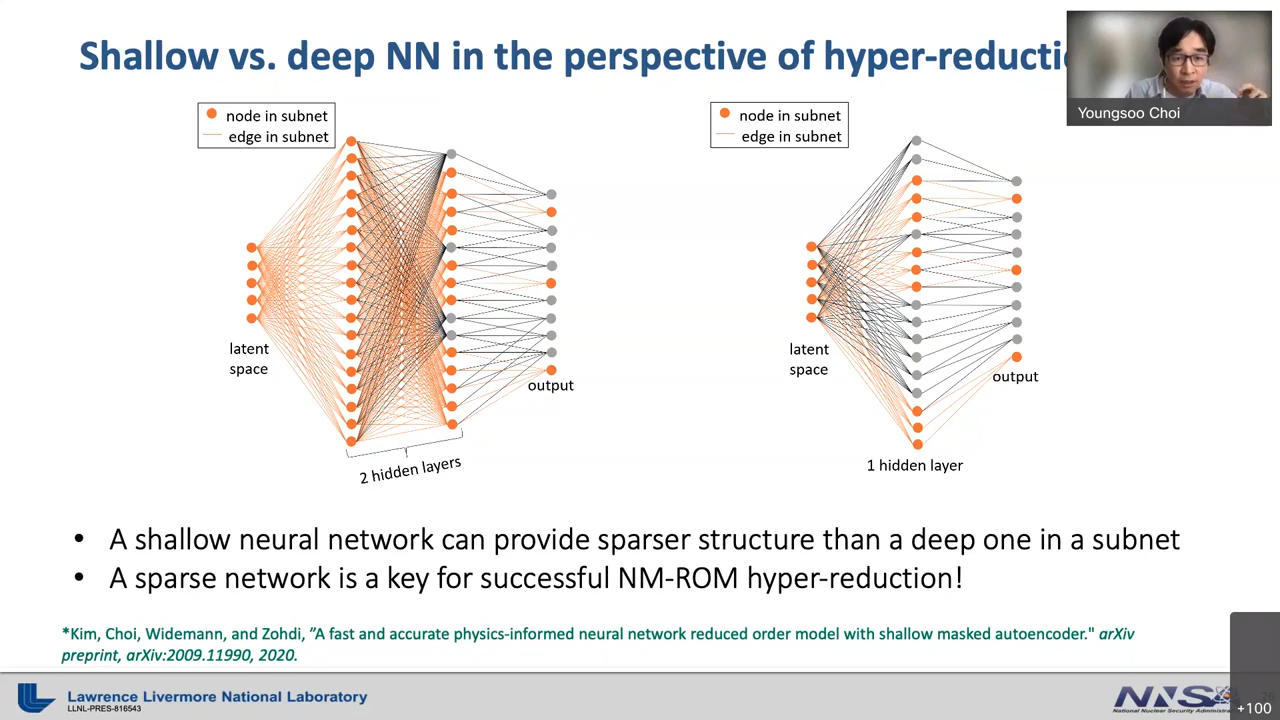 Shallow vs. deep NN in the perspective of hyper-reducti
Youngsoo Choi
node in subnet
edge in subnet
latent
space
output
2 hidden layers
node in subnet
edge in subnet
latent
space
output
1 hidden layer
• A shallow neural network can provide sparser structure than a deep one in a subnet
• A sparse network is a key for successful NM-ROM hyper-reduction!
*Kim, Choi, Widemann, and Zohdi, ”A fast and accurate physics-informed neural network reduced order model with shallow masked autoencoder." arXiv
preprint, arXiv:2009.11990, 2020.
Lawrence Livermore National Laboratory
LLNL-PRES-816543
National Nuclear Security
26
+100